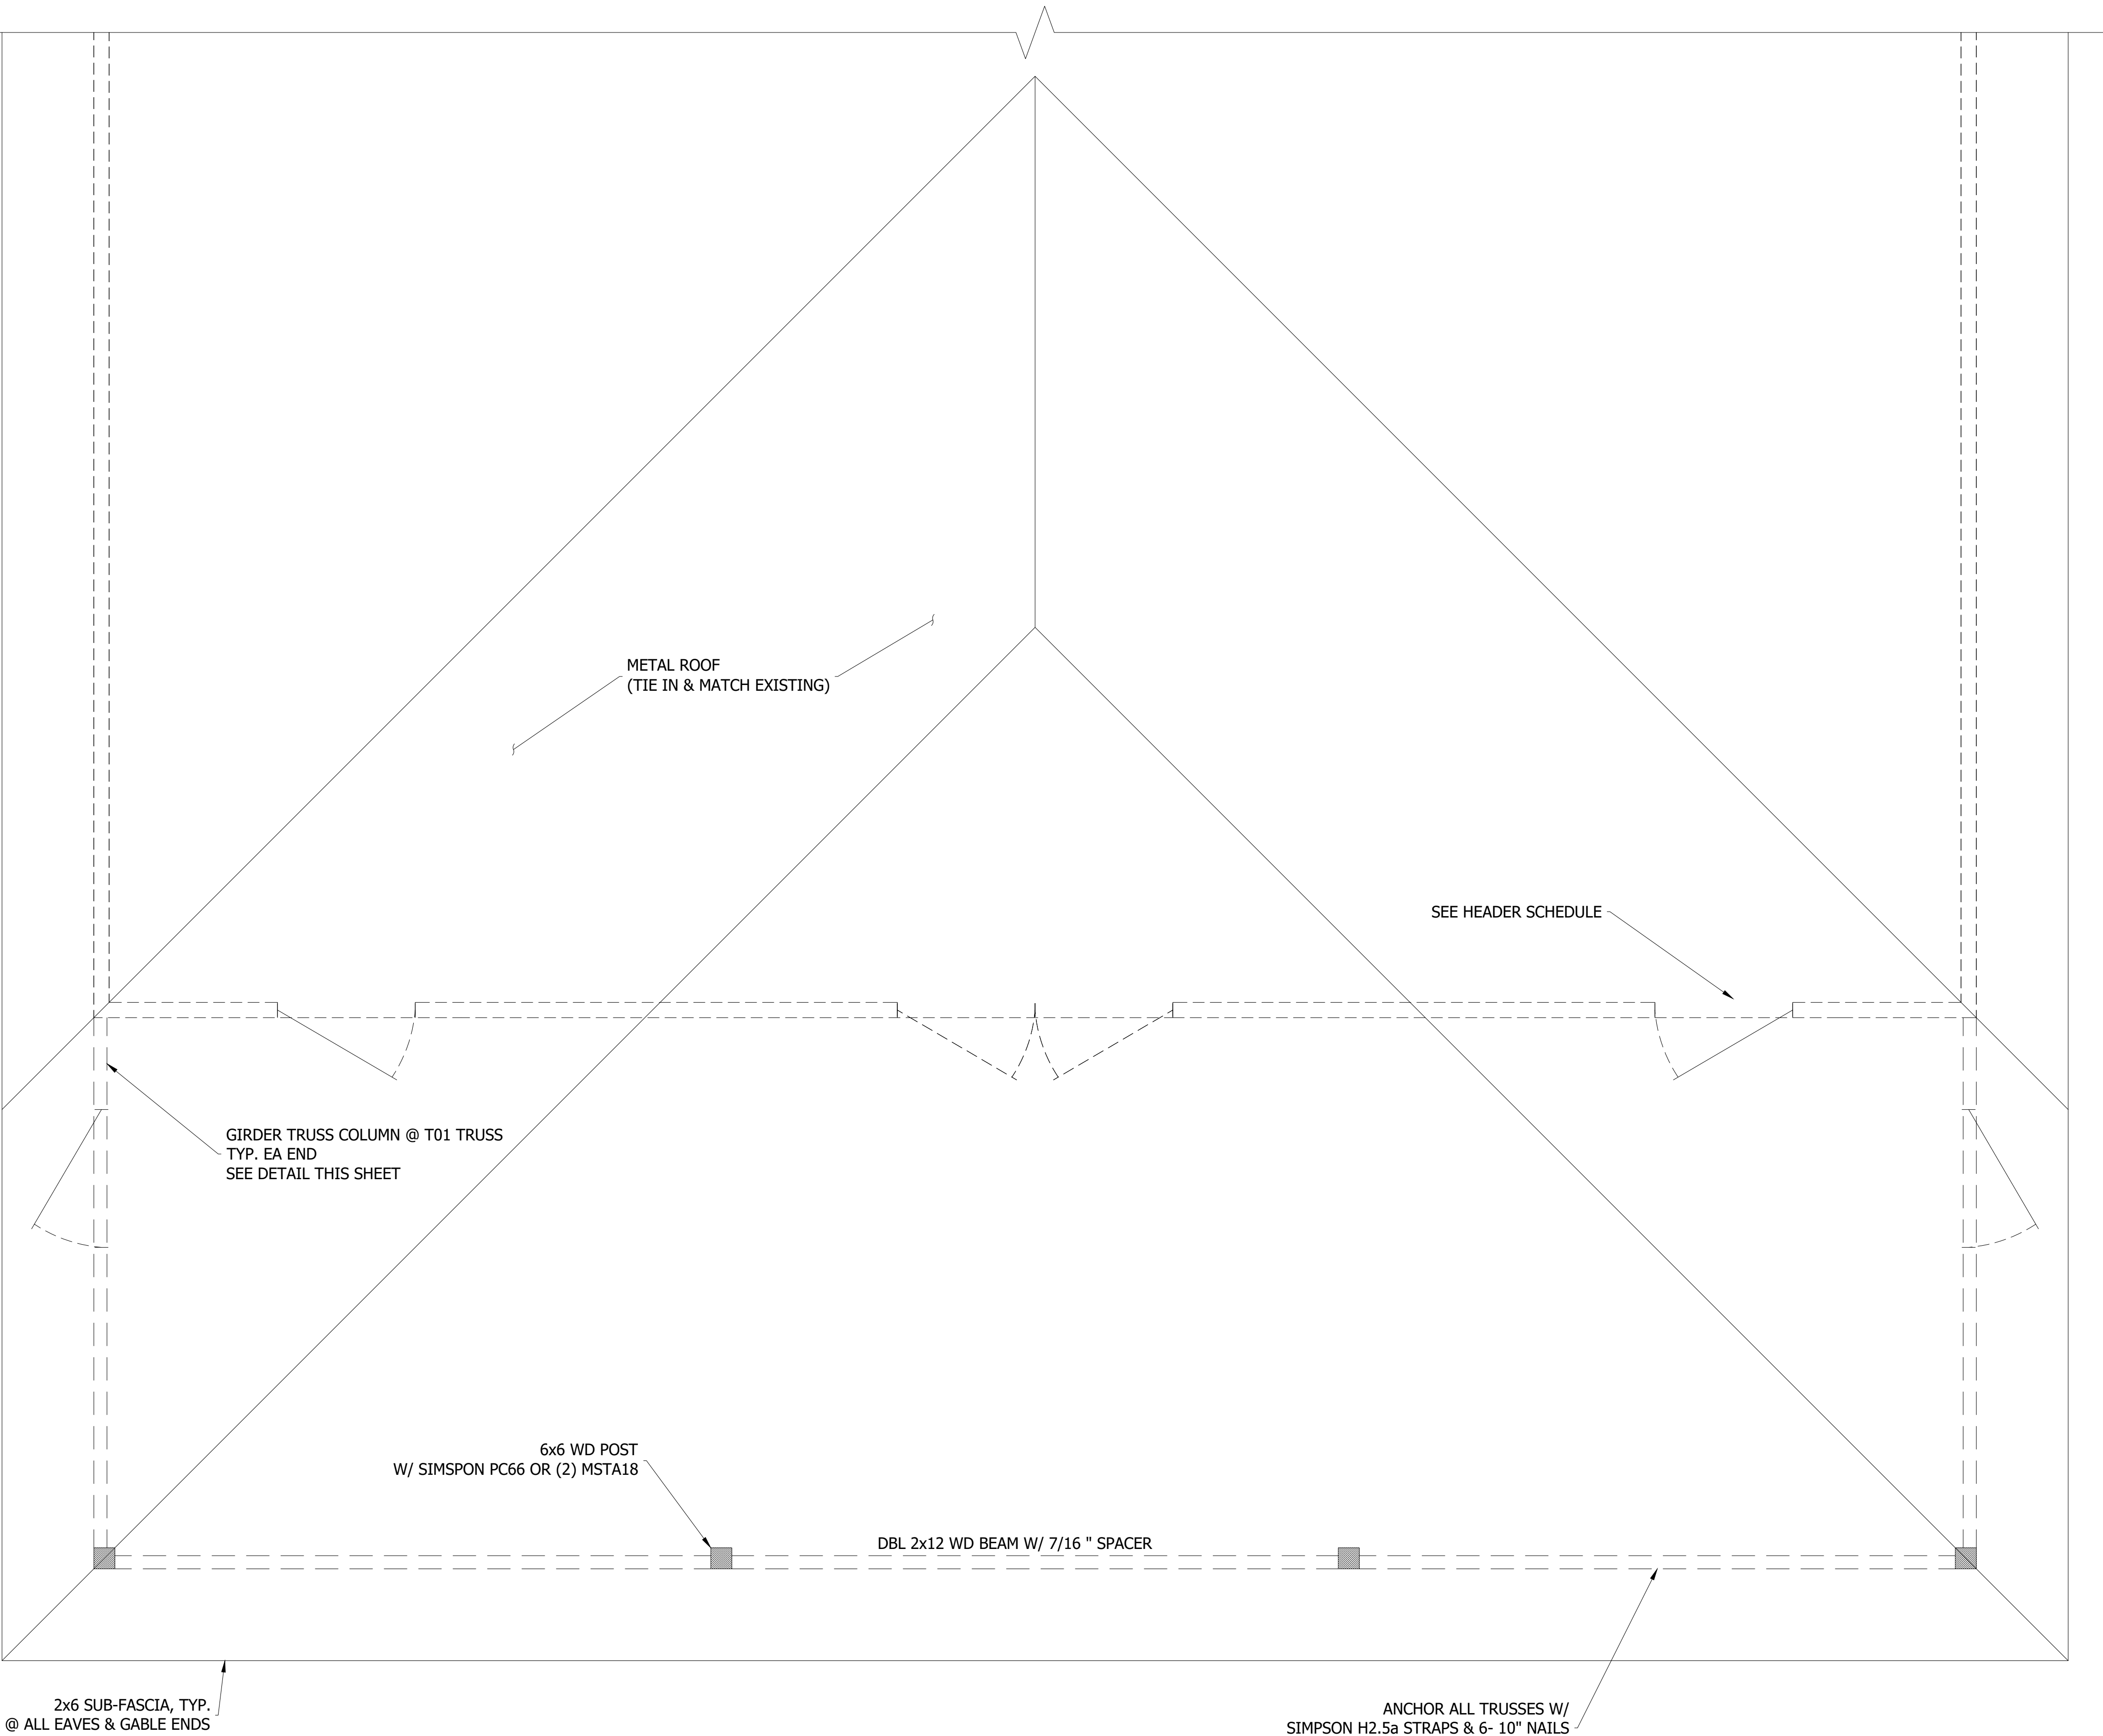 METAL ROOF
(TIE IN & MATCH EXISTING)
SEE HEADER SCHEDULE
GIRDER TRUSS COLUMN @ T01 TRUSS
TYP. EA END
SEE DETAIL THIS SHEET
6x6 WD POST
W/ SIMSPON PC66 OR (2) MSTA18
DBL 2x12 WD BEAM W/ 7/16 " SPACER
2x6 SUB-FASCIA, TYP.
@ ALL EAVES & GABLE ENDS
ANCHOR ALL TRUSSES W/
SIMPSON H2.5a STRAPS & 6- 10" NAILS